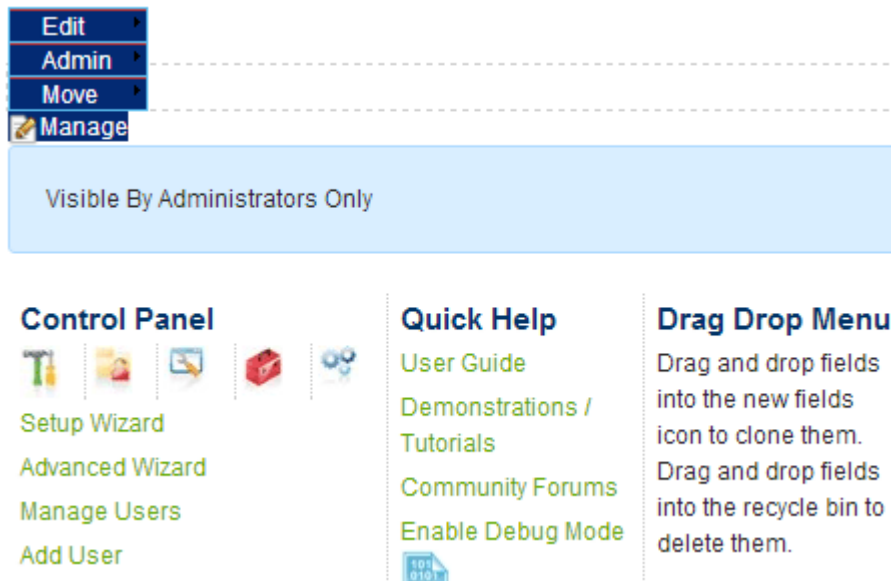 Edit
Admin
Move
Manage
Visible By Administrators Only
Control Panel
Setup Wizard
Advanced Wizard
Manage Users
Add User
Quick Help
User Guide
Demonstrations /
Tutorials
Community Forums
Enable Debug Mode
101
0101
Drag Drop Menu
Drag and drop fields
into the new fields
icon to clone them.
Drag and drop fields
into the recycle bin to
delete them.